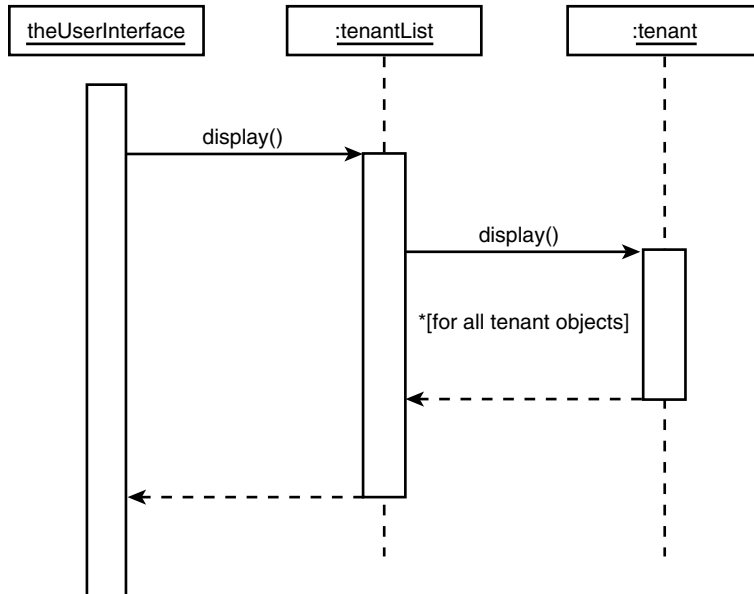 theUserInterface
:tenantList
:tenant
display()
display()
*[for all tenant objects]